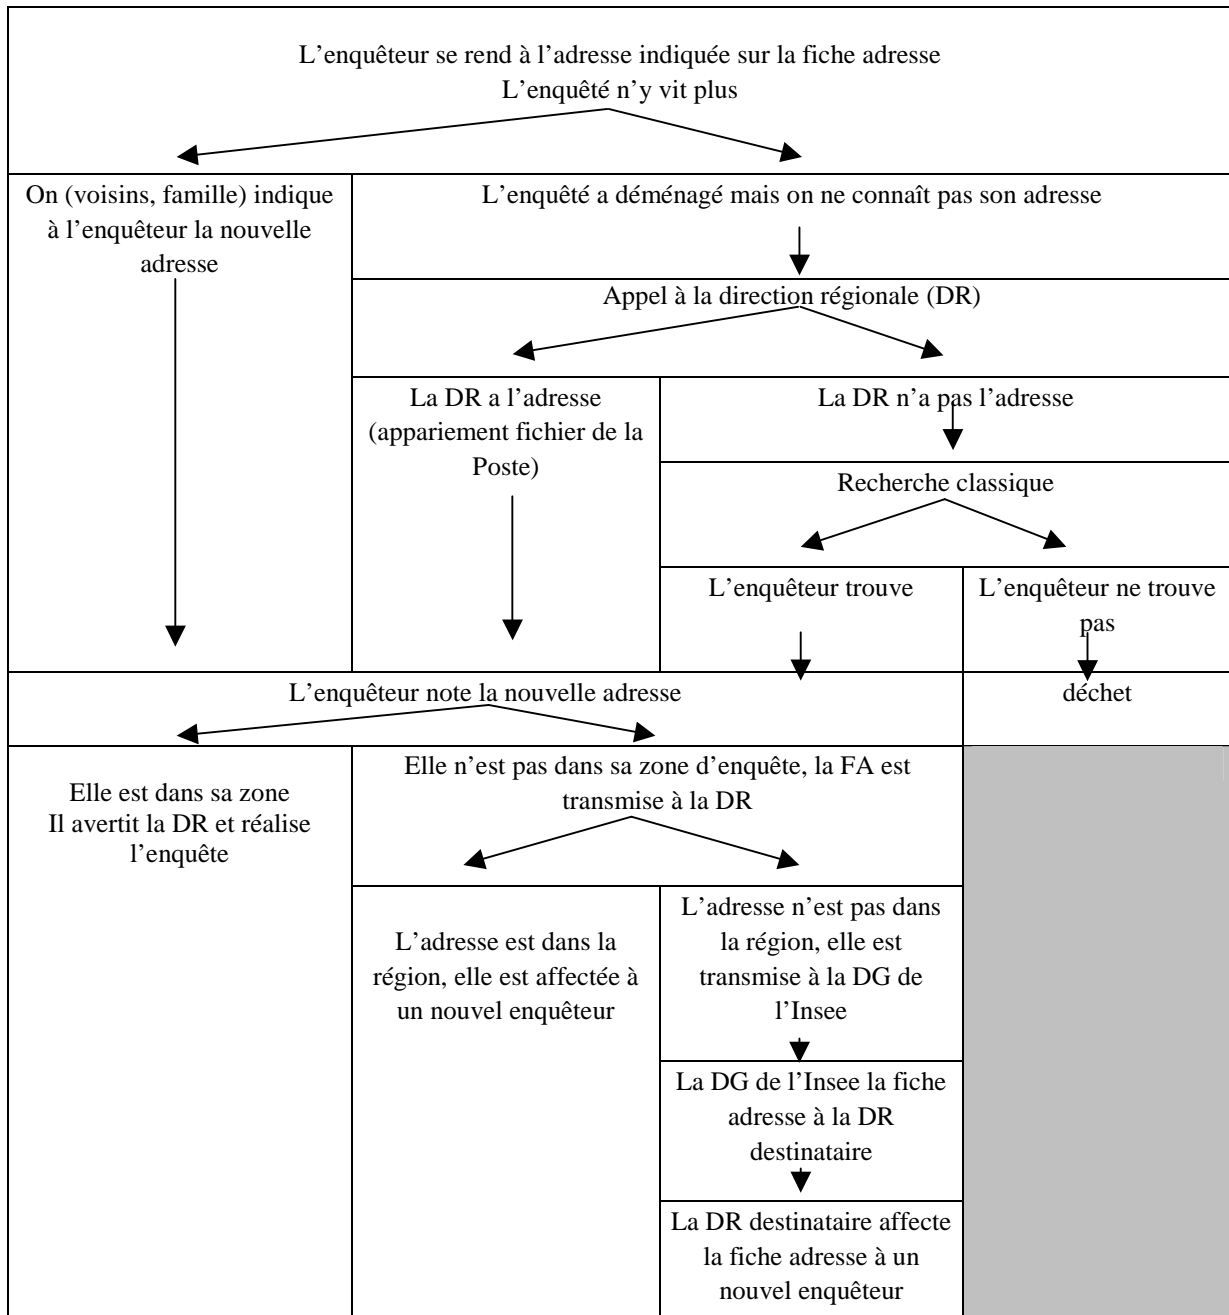 L’enquêteur se rend à l’adresse indiquée sur la fiche adresse
L’enquêté n’y vit plus
On (voisins, famille) indique
à l’enquêteur la nouvelle
adresse
L’enquêté a déménagé mais on ne connaît pas son adresse
Appel à la direction régionale (DR)
La DR a l’adresse
(appariement fichier de la
Poste)
La DR n’a pas l’adresse
Recherche classique
L’enquêteur trouve
L’enquêteur ne trouve
pas
L’enquêteur note la nouvelle adresse
déchet
Elle est dans sa zone
Il avertit la DR et réalise
l’enquête
Elle n’est pas dans sa zone d’enquête, la FA est
transmise à la DR
L’adresse est dans la
région, elle est affectée à
un nouvel enquêteur
L’adresse n’est pas dans
la région, elle est
transmise à la DG de
l’Insee
La DG de l’Insee la fiche
adresse à la DR
destinataire
La DR destinataire affecte
la fiche adresse à un
nouvel enquêteur